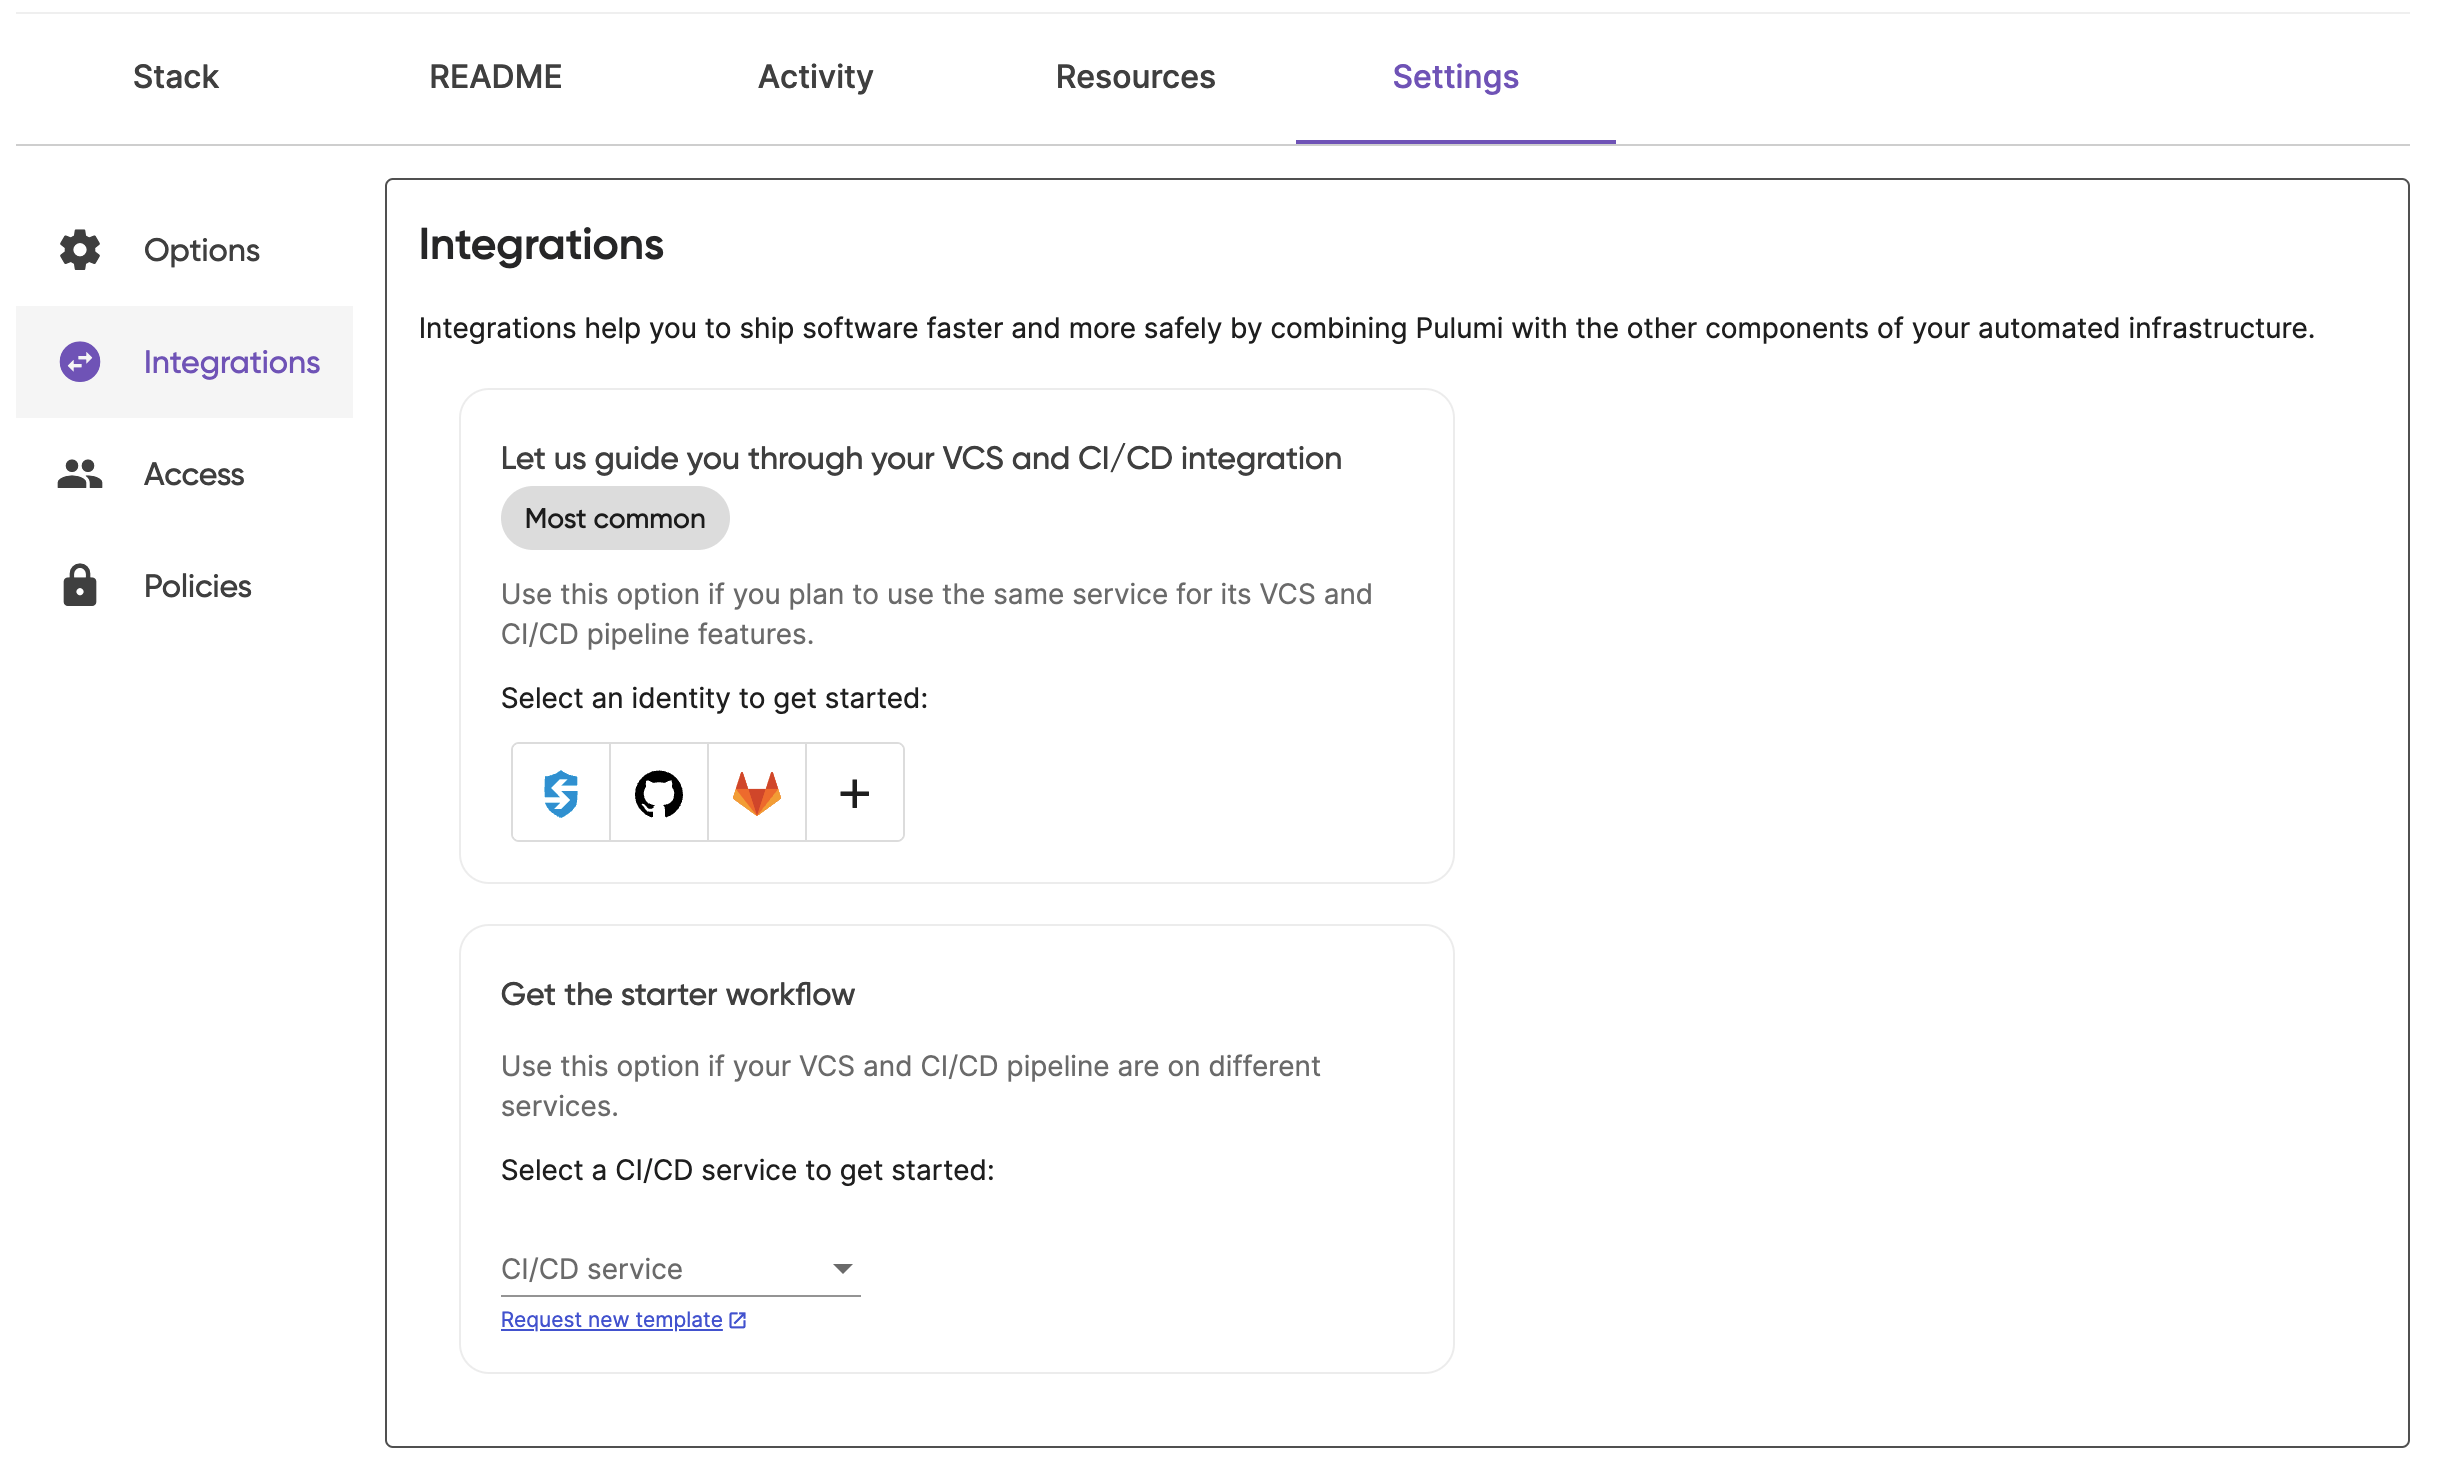 Stack
README
Activity
Resources
Settings
Options
Integrations
Access
Policies
Integrations
Integrations help you to ship software faster and more safely by combining Pulumi with the other components of your automated infrastructure.
Let us guide you through your VCS and CI/CD integration
Most common
Use this option if you plan to use the same service for its VCS and
CI/CD pipeline features.
Select an identity to get started:
Get the starter workflow
Use this option if your VCS and CI/CD pipeline are on different
services.
Select a CI/CD service to get started:
CI/CD service
Request new template